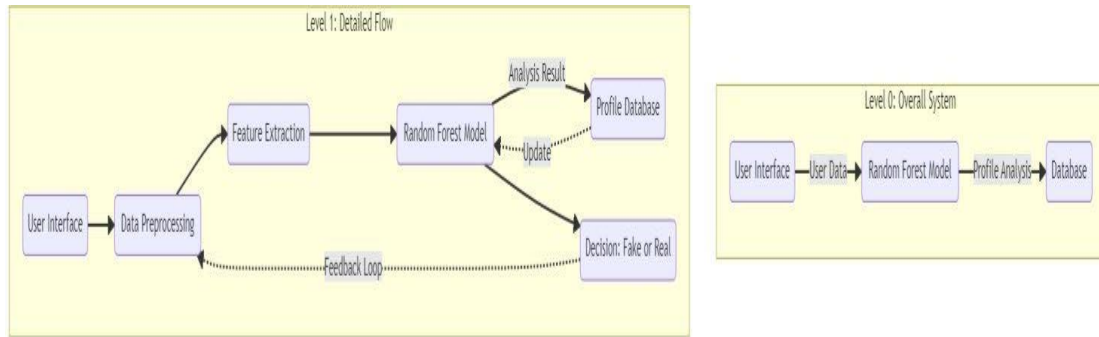 Level 1: Detailed Flow
Analysis Result
Profile Database
Feature Extraction
Random Forest Model
Update
User Interface
Data Preprocessing
Decision: Fake or Real
Feedback Loop
Level 0: Overall System
User Interface
User Data
Random Forest Model
Profile Analysis
Database